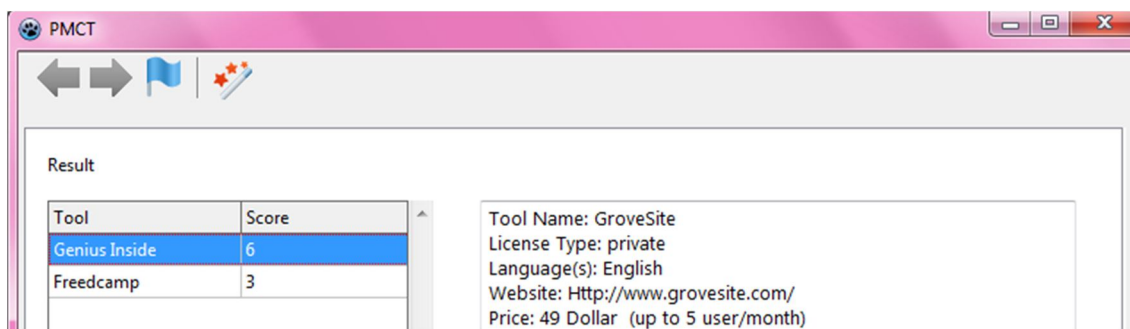 PMCT
Result
Tool Score
Genius Inside 6
Freedcamp 3
Tool Name: GroveSite
License Type: private
Language(s): English
Website: Http://www.grovesite.com/
Price: 49 Dollar (up to 5 user/month)